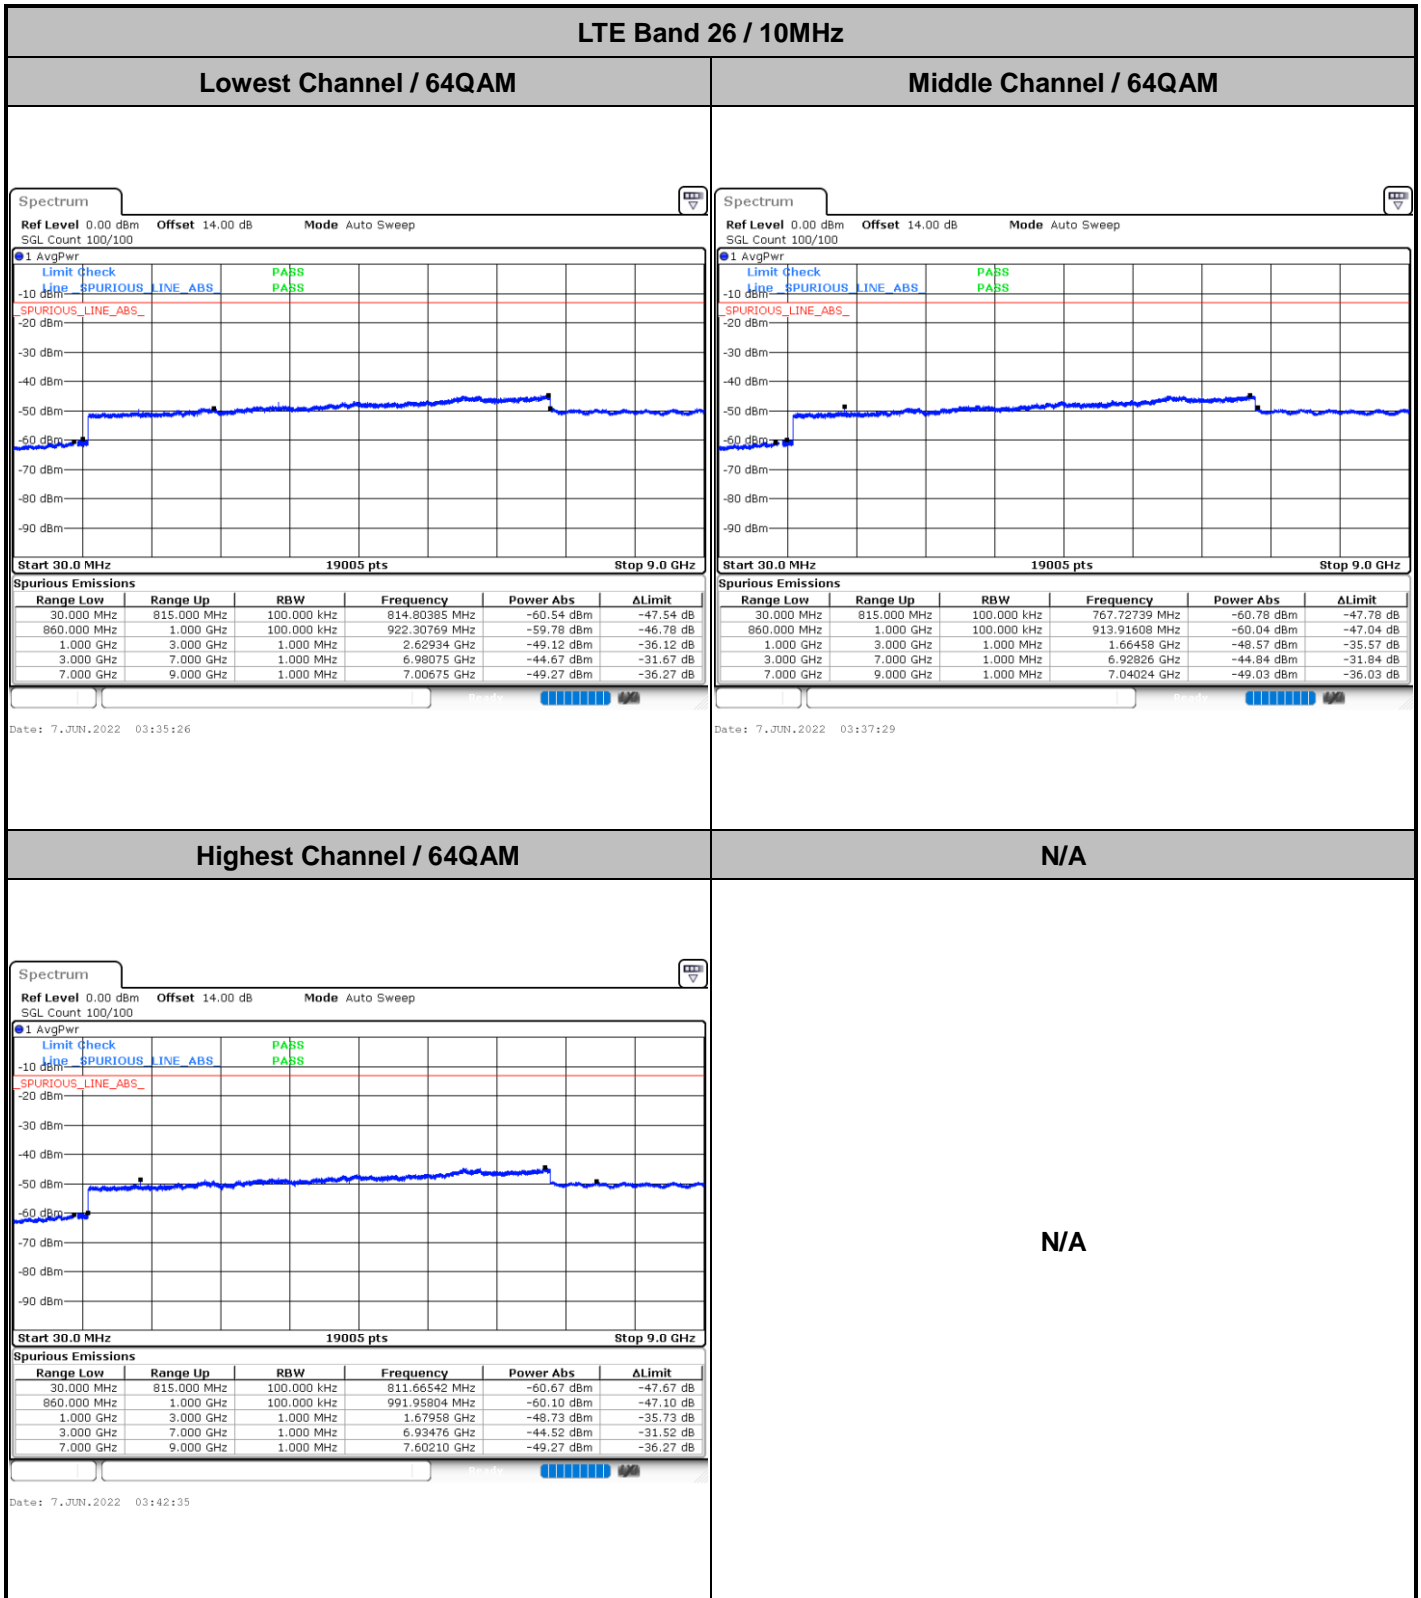 LTE Band 26 / 10MHz
Lowest Channel / 64QAM
Middle Channel / 64QAM
Spectrum
Ref Level 0.00 dBm Offset 14.00 dB Mode Auto Sweep
SGL Count 100/100
1 AvgPwr
Limit Check PASS
Line _SPURIOUS_LINE_ABS_ PASS
-10 dBm
_SPURIOUS_LINE_ABS_
-20 dBm
-30 dBm
-40 dBm
-50 dBm
-60 dBm
-70 dBm
-80 dBm
-90 dBm
Start 30.0 MHz 19005 pts Stop 9.0 GHz
Spurious Emissions
Range Low Range Up RBW Frequency Power Abs ΔLimit
30.000 MHz 815.000 MHz 100.000 kHz 814.80385 MHz -60.54 dBm -47.54 dB
860.000 MHz 1.000 GHz 100.000 kHz 922.30769 MHz -59.78 dBm -46.78 dB
1.000 GHz 3.000 GHz 1.000 MHz 2.62934 GHz -49.12 dBm -36.12 dB
3.000 GHz 7.000 GHz 1.000 MHz 6.98075 GHz -44.67 dBm -31.67 dB
7.000 GHz 9.000 GHz 1.000 MHz 7.00675 GHz -49.27 dBm -36.27 dB
Ready
Date: 7.JUN.2022 03:35:26
Spectrum
Ref Level 0.00 dBm Offset 14.00 dB Mode Auto Sweep
SGL Count 100/100
1 AvgPwr
Limit Check PASS
Line _SPURIOUS_LINE_ABS_ PASS
-10 dBm
_SPURIOUS_LINE_ABS_
-20 dBm
-30 dBm
-40 dBm
-50 dBm
-60 dBm
-70 dBm
-80 dBm
-90 dBm
Start 30.0 MHz 19005 pts Stop 9.0 GHz
Spurious Emissions
Range Low Range Up RBW Frequency Power Abs ΔLimit
30.000 MHz 815.000 MHz 100.000 kHz 767.72739 MHz -60.78 dBm -47.78 dB
860.000 MHz 1.000 GHz 100.000 kHz 913.91608 MHz -60.04 dBm -47.04 dB
1.000 GHz 3.000 GHz 1.000 MHz 1.66458 GHz -48.57 dBm -35.57 dB
3.000 GHz 7.000 GHz 1.000 MHz 6.92826 GHz -44.84 dBm -31.84 dB
7.000 GHz 9.000 GHz 1.000 MHz 7.04024 GHz -49.03 dBm -36.03 dB
Ready
Date: 7.JUN.2022 03:37:29
Highest Channel / 64QAM
N/A
Spectrum
Ref Level 0.00 dBm Offset 14.00 dB Mode Auto Sweep
SGL Count 100/100
1 AvgPwr
Limit Check PASS
Line _SPURIOUS_LINE_ABS_ PASS
-10 dBm
_SPURIOUS_LINE_ABS_
-20 dBm
-30 dBm
-40 dBm
-50 dBm
-60 dBm
-70 dBm
-80 dBm
-90 dBm
Start 30.0 MHz 19005 pts Stop 9.0 GHz
Spurious Emissions
Range Low Range Up RBW Frequency Power Abs ΔLimit
30.000 MHz 815.000 MHz 100.000 kHz 811.66542 MHz -60.67 dBm -47.67 dB
860.000 MHz 1.000 GHz 100.000 kHz 991.95804 MHz -60.10 dBm -47.10 dB
1.000 GHz 3.000 GHz 1.000 MHz 1.67958 GHz -48.73 dBm -35.73 dB
3.000 GHz 7.000 GHz 1.000 MHz 6.93476 GHz -44.52 dBm -31.52 dB
7.000 GHz 9.000 GHz 1.000 MHz 7.60210 GHz -49.27 dBm -36.27 dB
Ready
Date: 7.JUN.2022 03:42:35
N/A